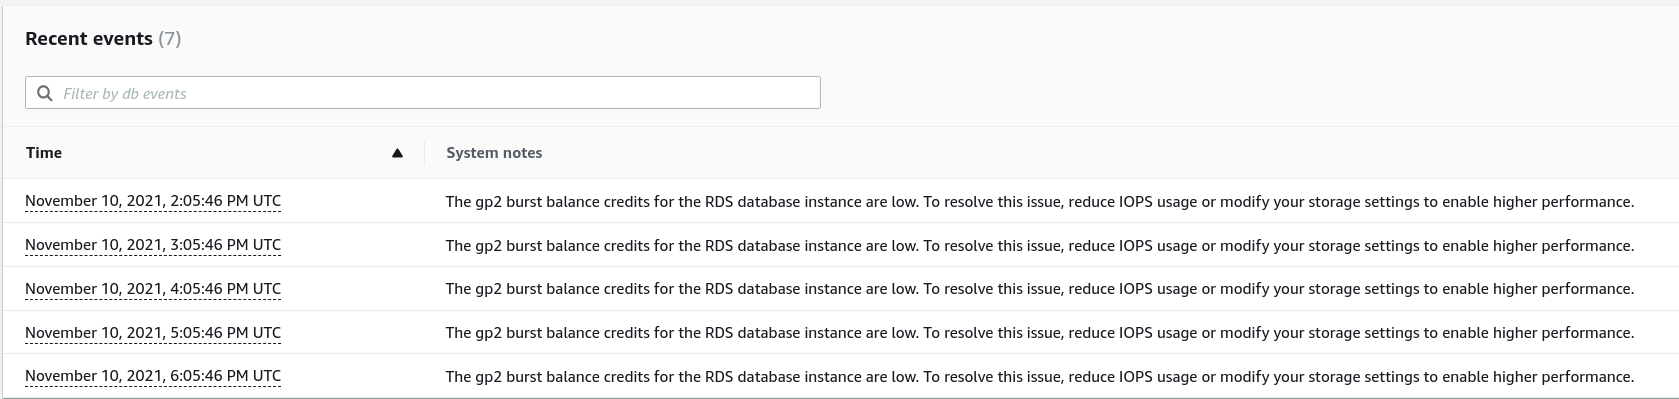 Recent events (7)
Filter by db events
Time System notes
November 10, 2021, 2:05:46 PM UTC The gp2 burst balance credits for the RDS database instance are low. To resolve this issue, reduce IOPS usage or modify your storage settings to enable higher performance.
November 10, 2021, 3:05:46 PM UTC The gp2 burst balance credits for the RDS database instance are low. To resolve this issue, reduce IOPS usage or modify your storage settings to enable higher performance.
November 10, 2021, 4:05:46 PM UTC The gp2 burst balance credits for the RDS database instance are low. To resolve this issue, reduce IOPS usage or modify your storage settings to enable higher performance.
November 10, 2021, 5:05:46 PM UTC The gp2 burst balance credits for the RDS database instance are low. To resolve this issue, reduce IOPS usage or modify your storage settings to enable higher performance.
November 10, 2021, 6:05:46 PM UTC The gp2 burst balance credits for the RDS database instance are low. To resolve this issue, reduce IOPS usage or modify your storage settings to enable higher performance.